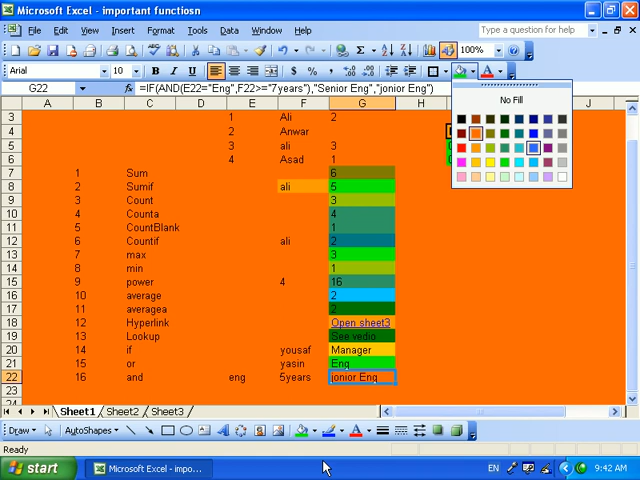 Microsoft Excel - important functiosn
File Edit View Insert Format Tools Data Window Help
Type a question for help
100%
Arial 10 B I U
G22 fx =IF(AND(E22="Eng",F22>="7years"),"Senior Eng","jonior Eng")
No Fill
A B C D E F G H J
3 1 Ali 2
4 2 Anwar
5 3 ali 3
6 4 Asad 1
7 1 Sum 6
8 2 Sumif ali 5
9 3 Count 3
10 4 Counta 4
11 5 CountBlank 1
12 6 Countif ali 2
13 7 max 3
14 8 min 1
15 9 power 4 16
16 10 average 2
17 11 averagea 2
18 12 Hyperlink Open sheet3
19 13 Lookup See vedio
20 14 if yousaf Manager
21 15 or yasin Eng
22 16 and eng 5years jonior Eng
23
24
Sheet1 Sheet2 Sheet3
Draw AutoShapes
Ready
start Microsoft Excel - impo... EN 9:42 AM